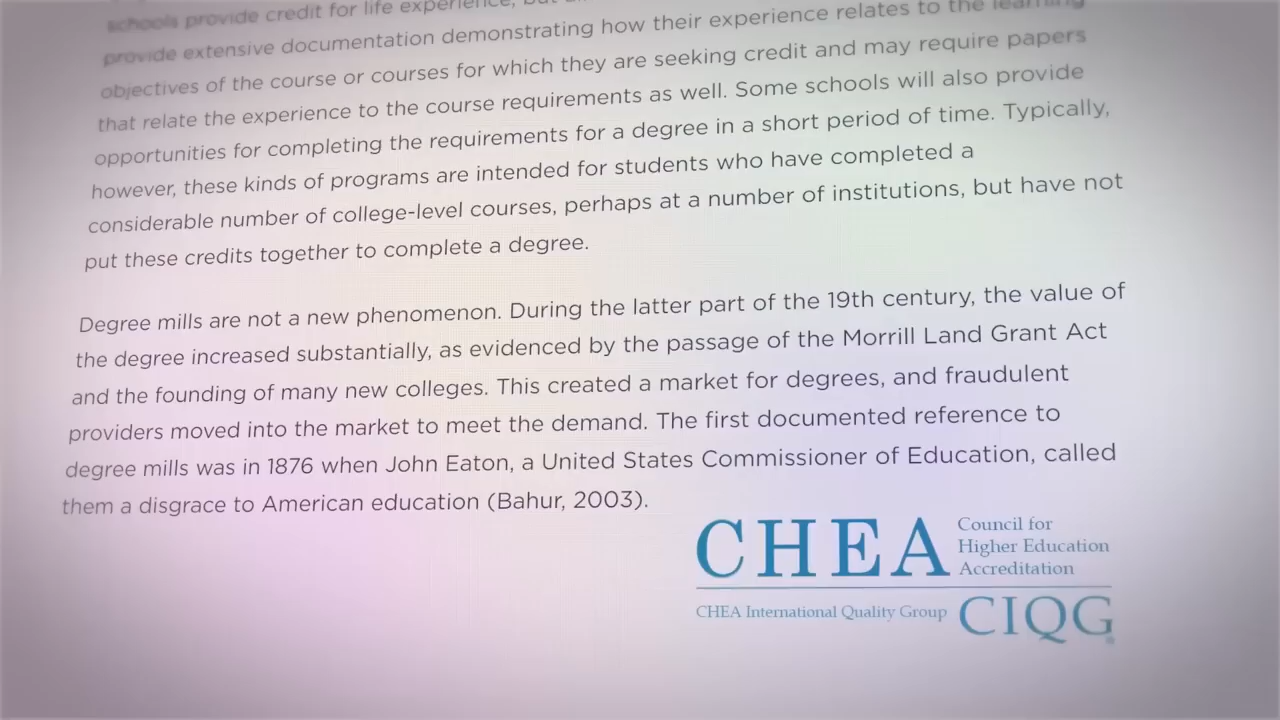 schools provide credit for life experience, but
provide extensive documentation demonstrating how their experience relates to the learning
objectives of the course or courses for which they are seeking credit and may require papers
that relate the experience to the course requirements as well. Some schools will also provide
opportunities for completing the requirements for a degree in a short period of time. Typically,
however, these kinds of programs are intended for students who have completed a
considerable number of college-level courses, perhaps at a number of institutions, but have not
put these credits together to complete a degree.
Degree mills are not a new phenomenon. During the latter part of the 19th century, the value of
the degree increased substantially, as evidenced by the passage of the Morrill Land Grant Act
and the founding of many new colleges. This created a market for degrees, and fraudulent
providers moved into the market to meet the demand. The first documented reference to
degree mills was in 1876 when John Eaton, a United States Commissioner of Education, called
them a disgrace to American education (Bahur, 2003).
CHEA
Council for
Higher Education
Accreditation
CHEA International Quality Group
CIQG